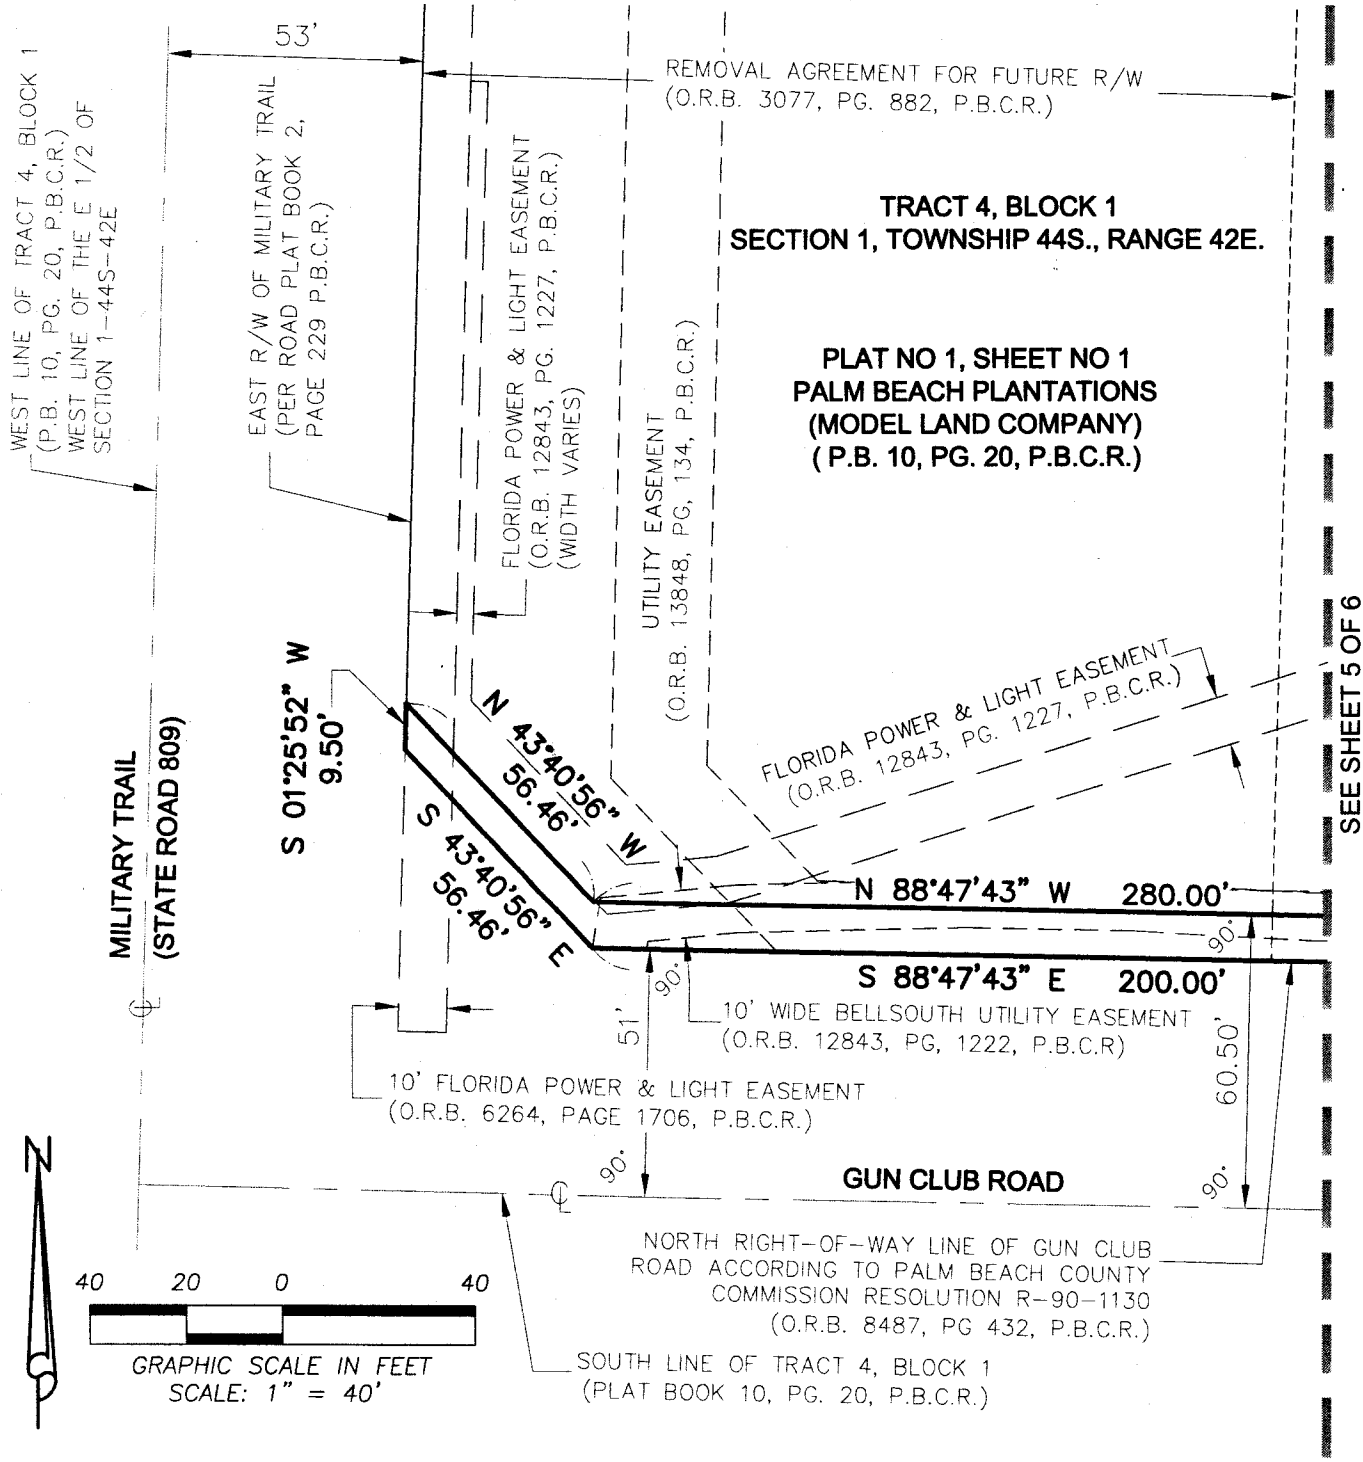 53'
REMOVAL AGREEMENT FOR FUTURE R/W
(O.R.B. 3077, PG. 882, P.B.C.R.)
WEST LINE OF TRACT 4, BLOCK 1
(P.B. 10, PG. 20, P.B.C.R.)
WEST LINE OF THE E 1/2 OF
SECTION 1-44S-42E
EAST R/W OF MILITARY TRAIL
(PER ROAD PLAT BOOK 2,
PAGE 229 P.B.C.R.)
FLORIDA POWER & LIGHT EASEMENT
(O.R.B. 12843, PG. 1227, P.B.C.R.)
(WIDTH VARIES)
UTILITY EASEMENT
(O.R.B. 13848, PG, 134, P.B.C.R.)
TRACT 4, BLOCK 1
SECTION 1, TOWNSHIP 44S., RANGE 42E.
PLAT NO 1, SHEET NO 1
PALM BEACH PLANTATIONS
(MODEL LAND COMPANY)
( P.B. 10, PG. 20, P.B.C.R.)
SEE SHEET 5 OF 6
FLORIDA POWER & LIGHT EASEMENT
(O.R.B. 12843, PG. 1227, P.B.C.R.)
S 01°25'52" W
9.50'
N 43°40'56" W
56.46'
S 43°40'56" E
56.46'
MILITARY TRAIL
(STATE ROAD 809)
N 88°47'43" W 280.00'
90°
S 88°47'43" E 200.00'
90°
51'
10' WIDE BELLSOUTH UTILITY EASEMENT
(O.R.B. 12843, PG, 1222, P.B.C.R)
60.50'
10' FLORIDA POWER & LIGHT EASEMENT
(O.R.B. 6264, PAGE 1706, P.B.C.R.)
CL
90°
GUN CLUB ROAD
90°
CL
N
NORTH RIGHT-OF-WAY LINE OF GUN CLUB
ROAD ACCORDING TO PALM BEACH COUNTY
COMMISSION RESOLUTION R-90-1130
(O.R.B. 8487, PG 432, P.B.C.R.)
40 20 0 40
GRAPHIC SCALE IN FEET
SCALE: 1" = 40'
SOUTH LINE OF TRACT 4, BLOCK 1
(PLAT BOOK 10, PG. 20, P.B.C.R.)